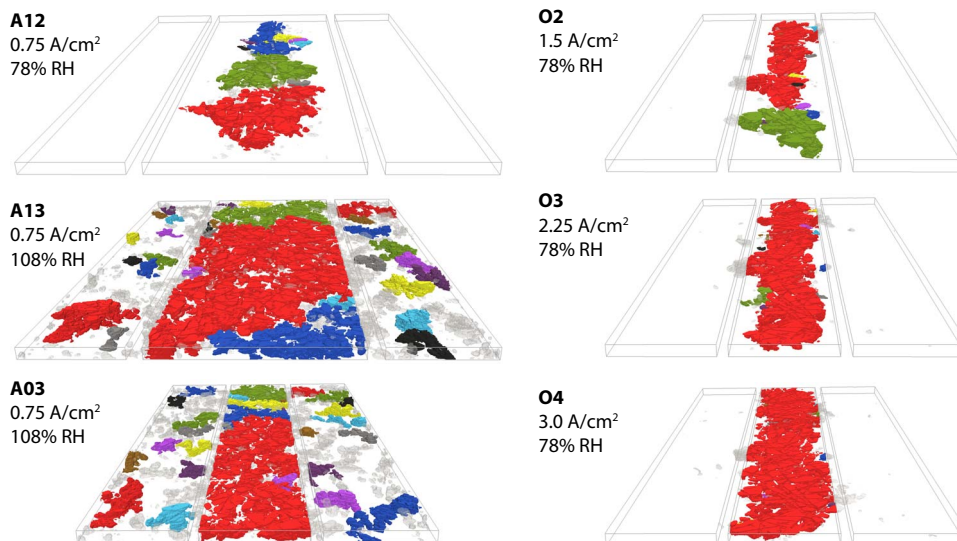 A12
0.75 A/cm²
78% RH
A13
0.75 A/cm²
108% RH
A03
0.75 A/cm²
108% RH
O2
1.5 A/cm²
78% RH
O3
2.25 A/cm²
78% RH
O4
3.0 A/cm²
78% RH